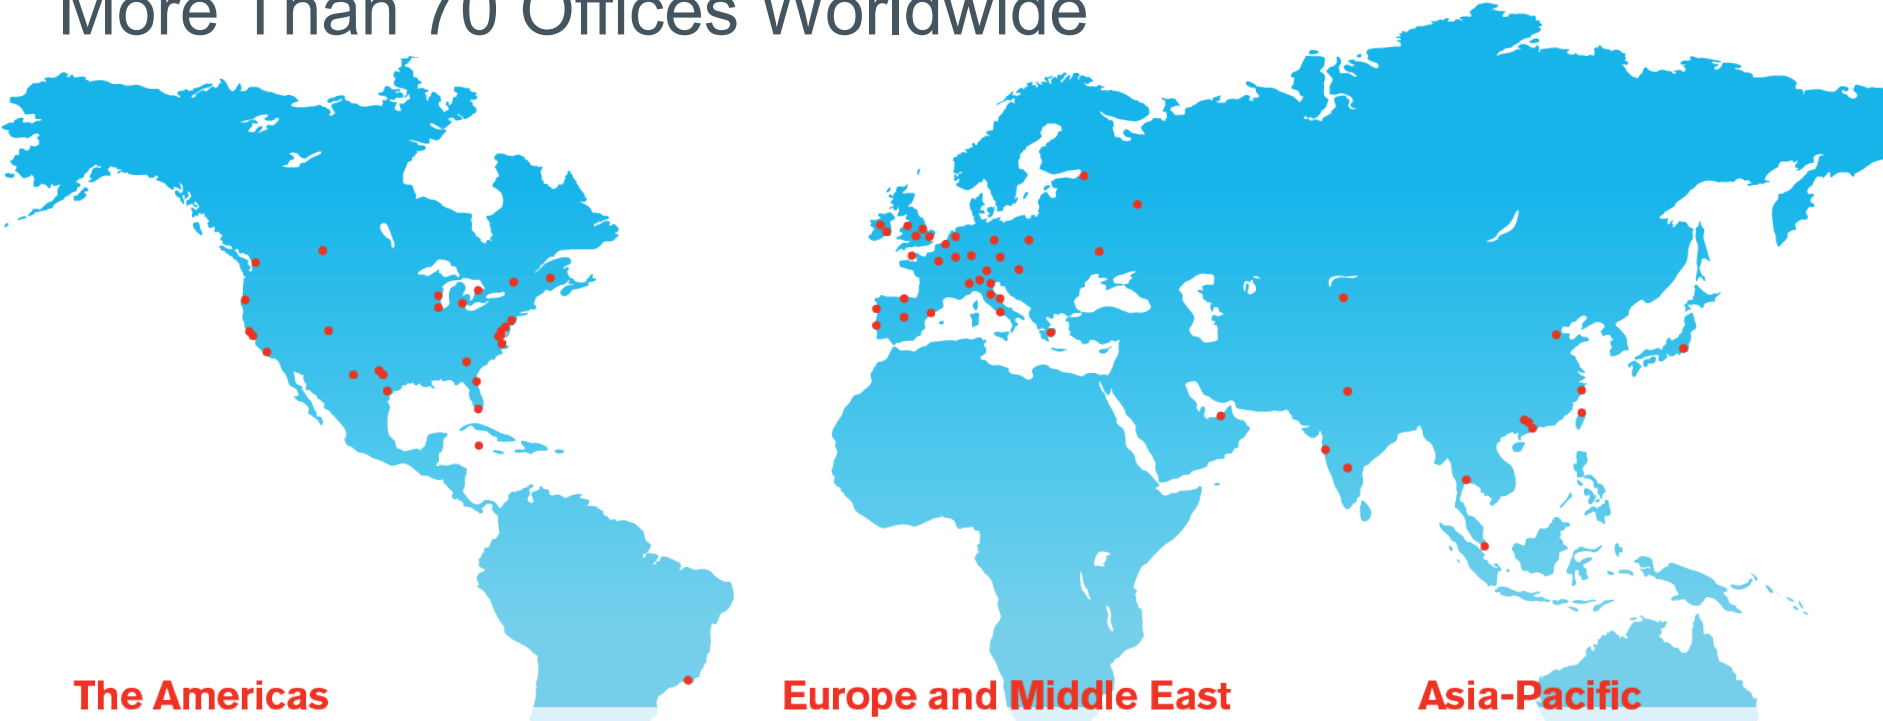 More Than 70 Offices Worldwide
The Americas
Europe and Middle East
Asia-Pacific